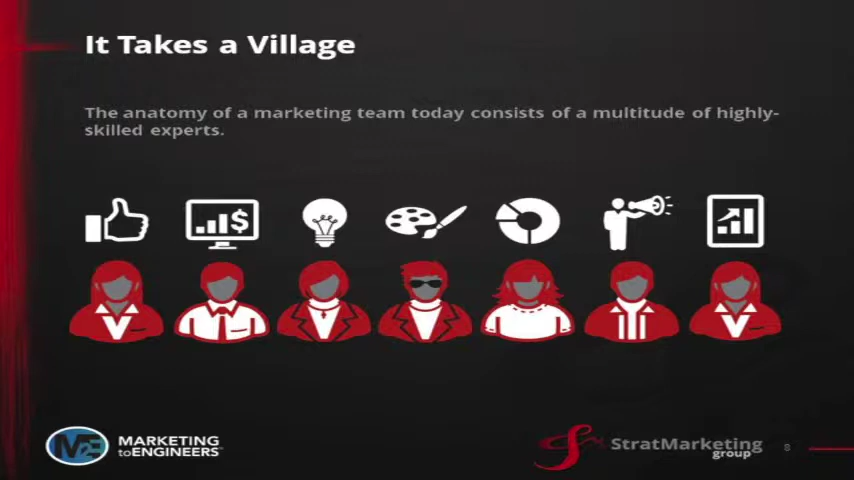 It Takes a Village
The anatomy of a marketing team today consists of a multitude of highly-
skilled experts.
$
M2E
MARKETING
toENGINEERS
StratMarketing
group
8